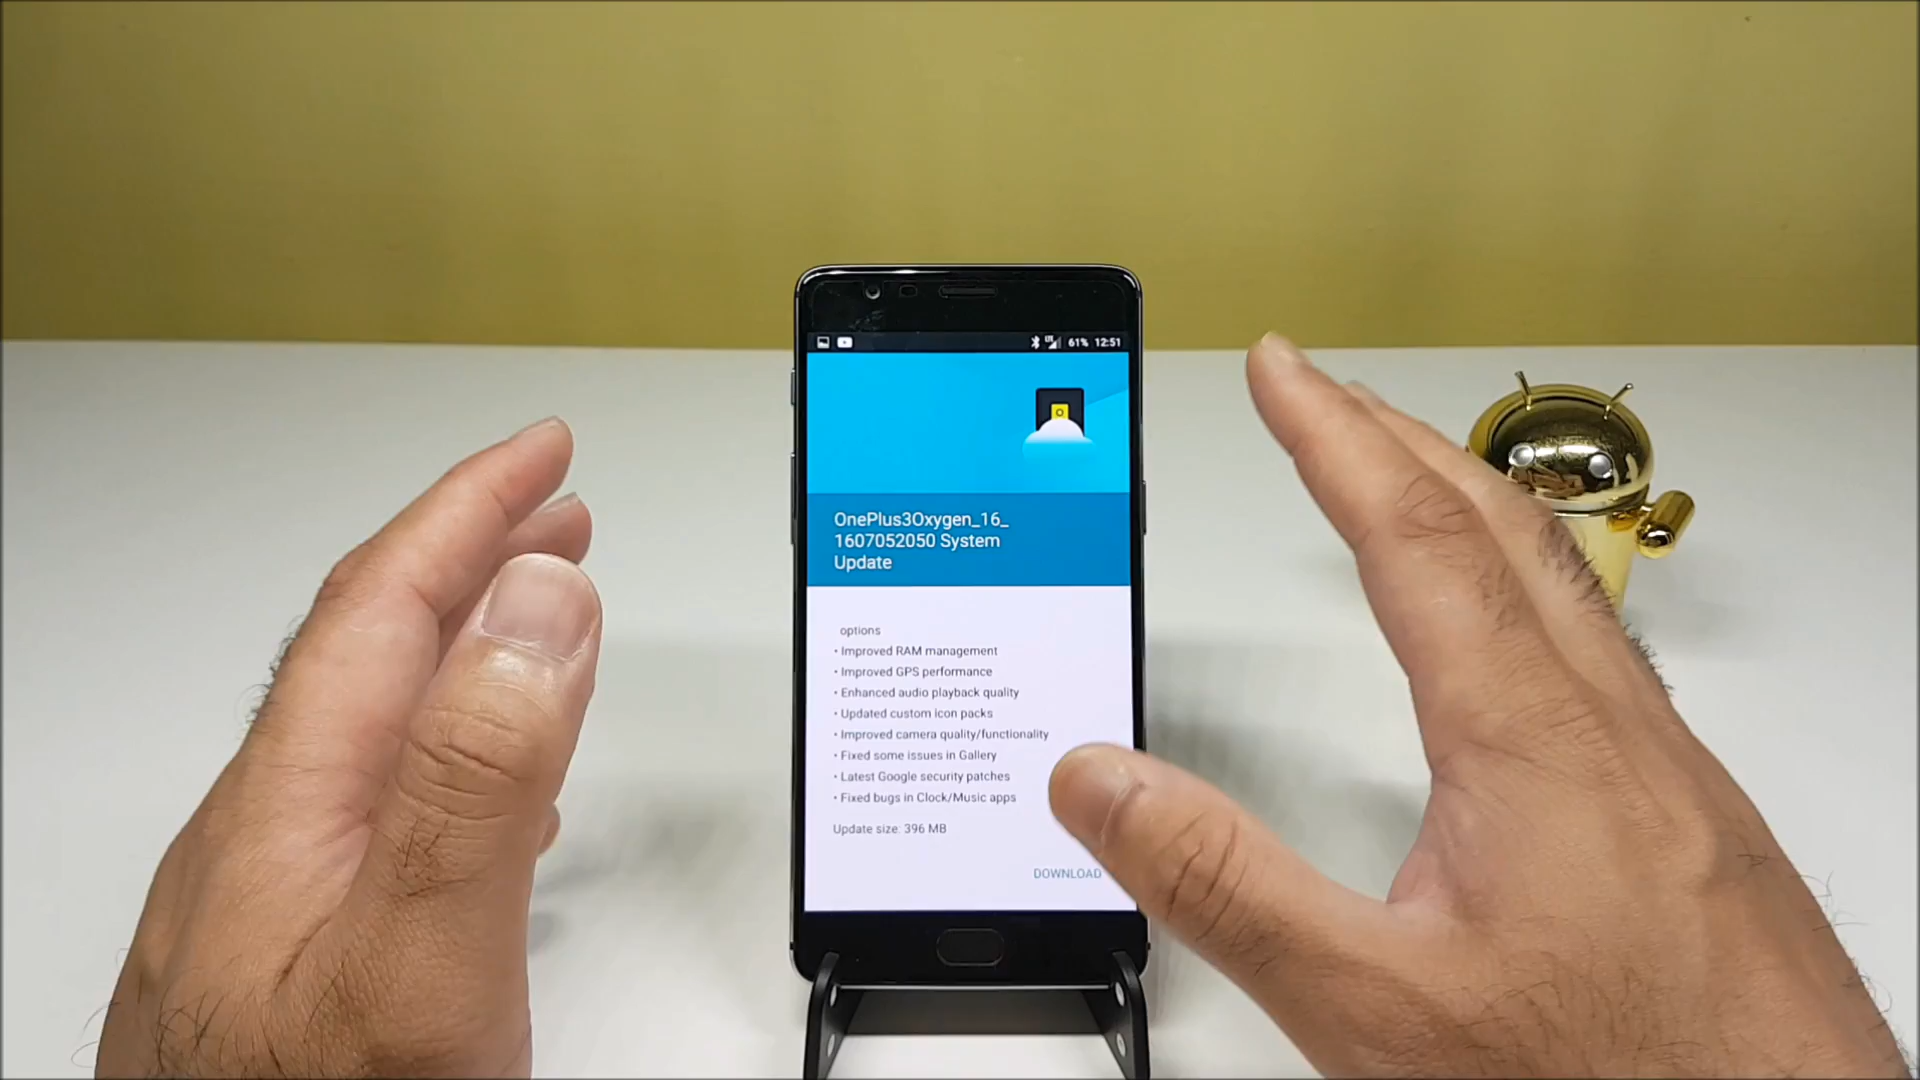 61% 12:51
OnePlus3Oxygen_16_
1607052050 System
Update
options
• Improved RAM management
• Improved GPS performance
• Enhanced audio playback quality
• Updated custom icon packs
• Improved camera quality/functionality
• Fixed some issues in Gallery
• Latest Google security patches
• Fixed bugs in Clock/Music apps
Update size: 396 MB
DOWNLOAD